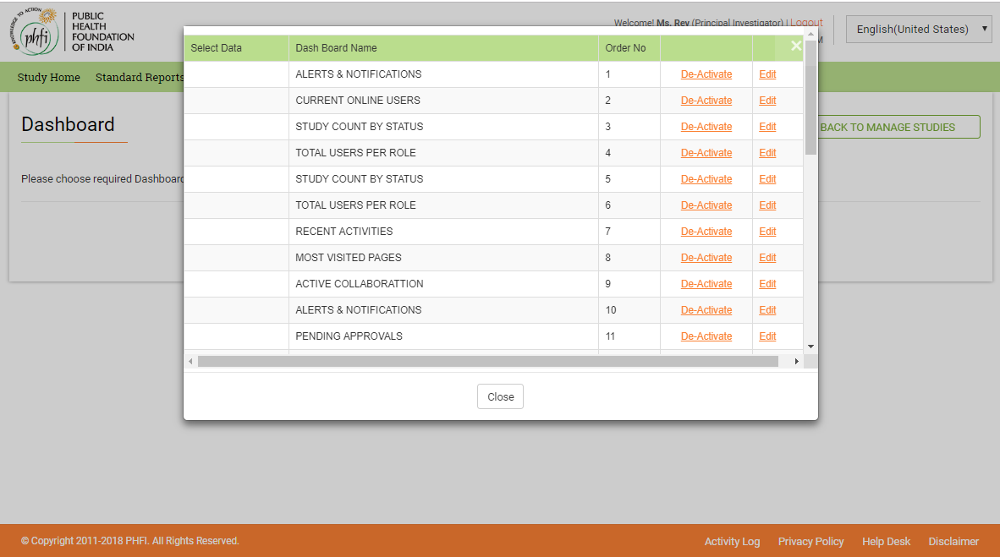 KNOWLEDGE TO ACTION
phfi
PUBLIC
HEALTH
FOUNDATION
OF INDIA
Welcome! Ms. Rev (Principal Investigator) | Logout
M
English(United States)
Study Home Standard Reports
Dashboard
BACK TO MANAGE STUDIES
Please choose required Dashboard
Select Data Dash Board Name Order No
ALERTS & NOTIFICATIONS 1 De-Activate Edit
CURRENT ONLINE USERS 2 De-Activate Edit
STUDY COUNT BY STATUS 3 De-Activate Edit
TOTAL USERS PER ROLE 4 De-Activate Edit
STUDY COUNT BY STATUS 5 De-Activate Edit
TOTAL USERS PER ROLE 6 De-Activate Edit
RECENT ACTIVITIES 7 De-Activate Edit
MOST VISITED PAGES 8 De-Activate Edit
ACTIVE COLLABORATTION 9 De-Activate Edit
ALERTS & NOTIFICATIONS 10 De-Activate Edit
PENDING APPROVALS 11 De-Activate Edit
Close
© Copyright 2011-2018 PHFI. All Rights Reserved.
Activity Log Privacy Policy Help Desk Disclaimer